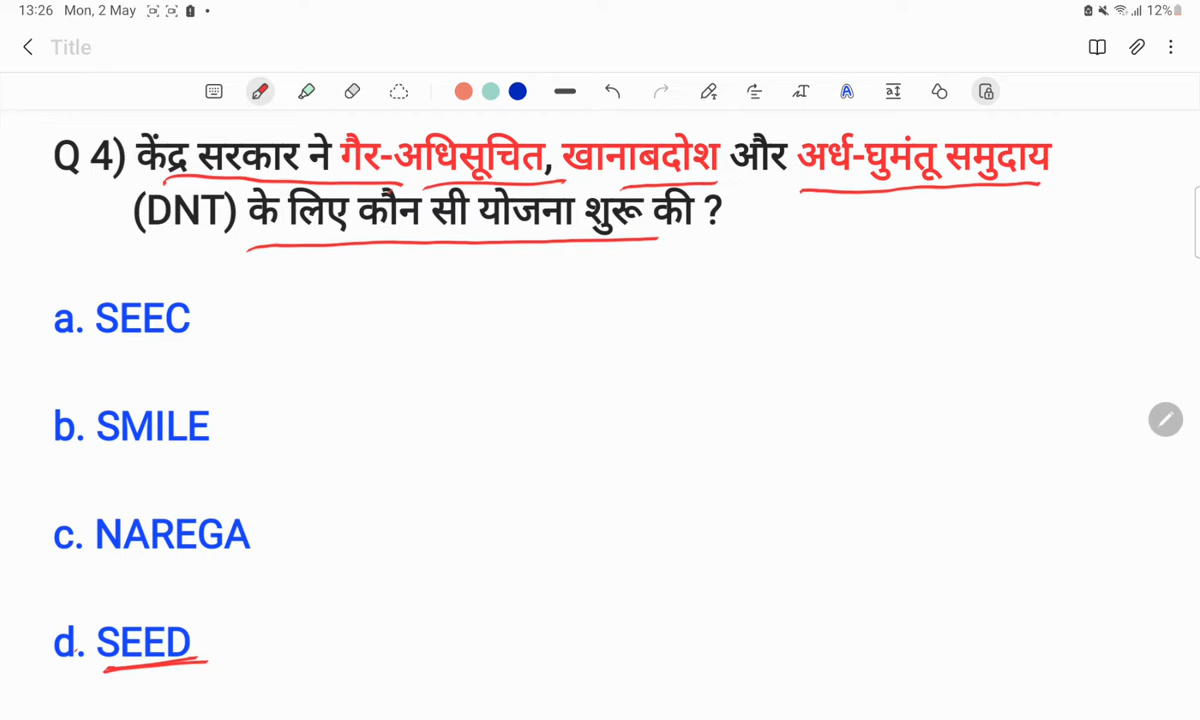 13:26 Mon, 2 May 12%
Title
Q 4) केंद्र सरकार ने गैर-अधिसूचित, खानाबदोश और अर्ध-घुमंतू समुदाय
(DNT) के लिए कौन सी योजना शुरू की ?
a. SEEC
b. SMILE
c. NAREGA
d. SEED